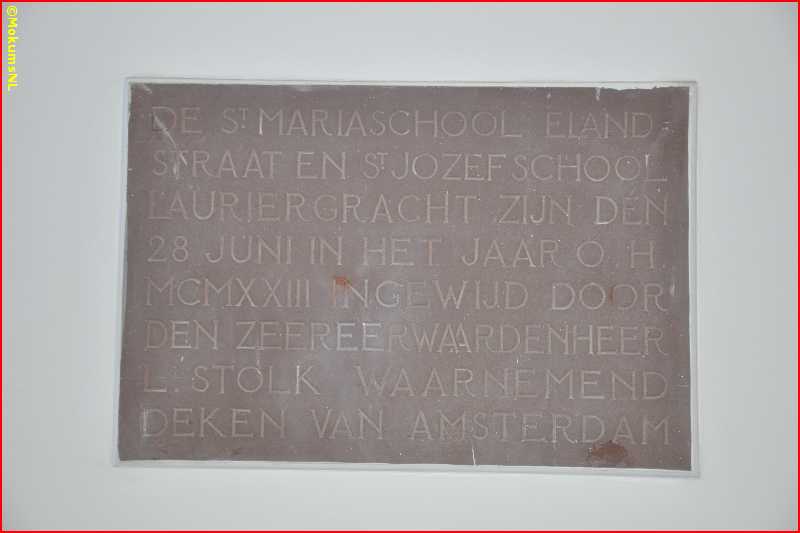 ©MokumsNL
DE ST MARIASCHOOL ELAND-
STRAAT EN ST JOZEFSCHOOL
LAURIERGRACHT ZIJN DEN
28 JUNI IN HET JAAR O.H.
MCMXXIII INGEWIJD DOOR
DEN ZEEREERWAARDENHEER
L. STOLK WAARNEMEND
DEKEN VAN AMSTERDAM